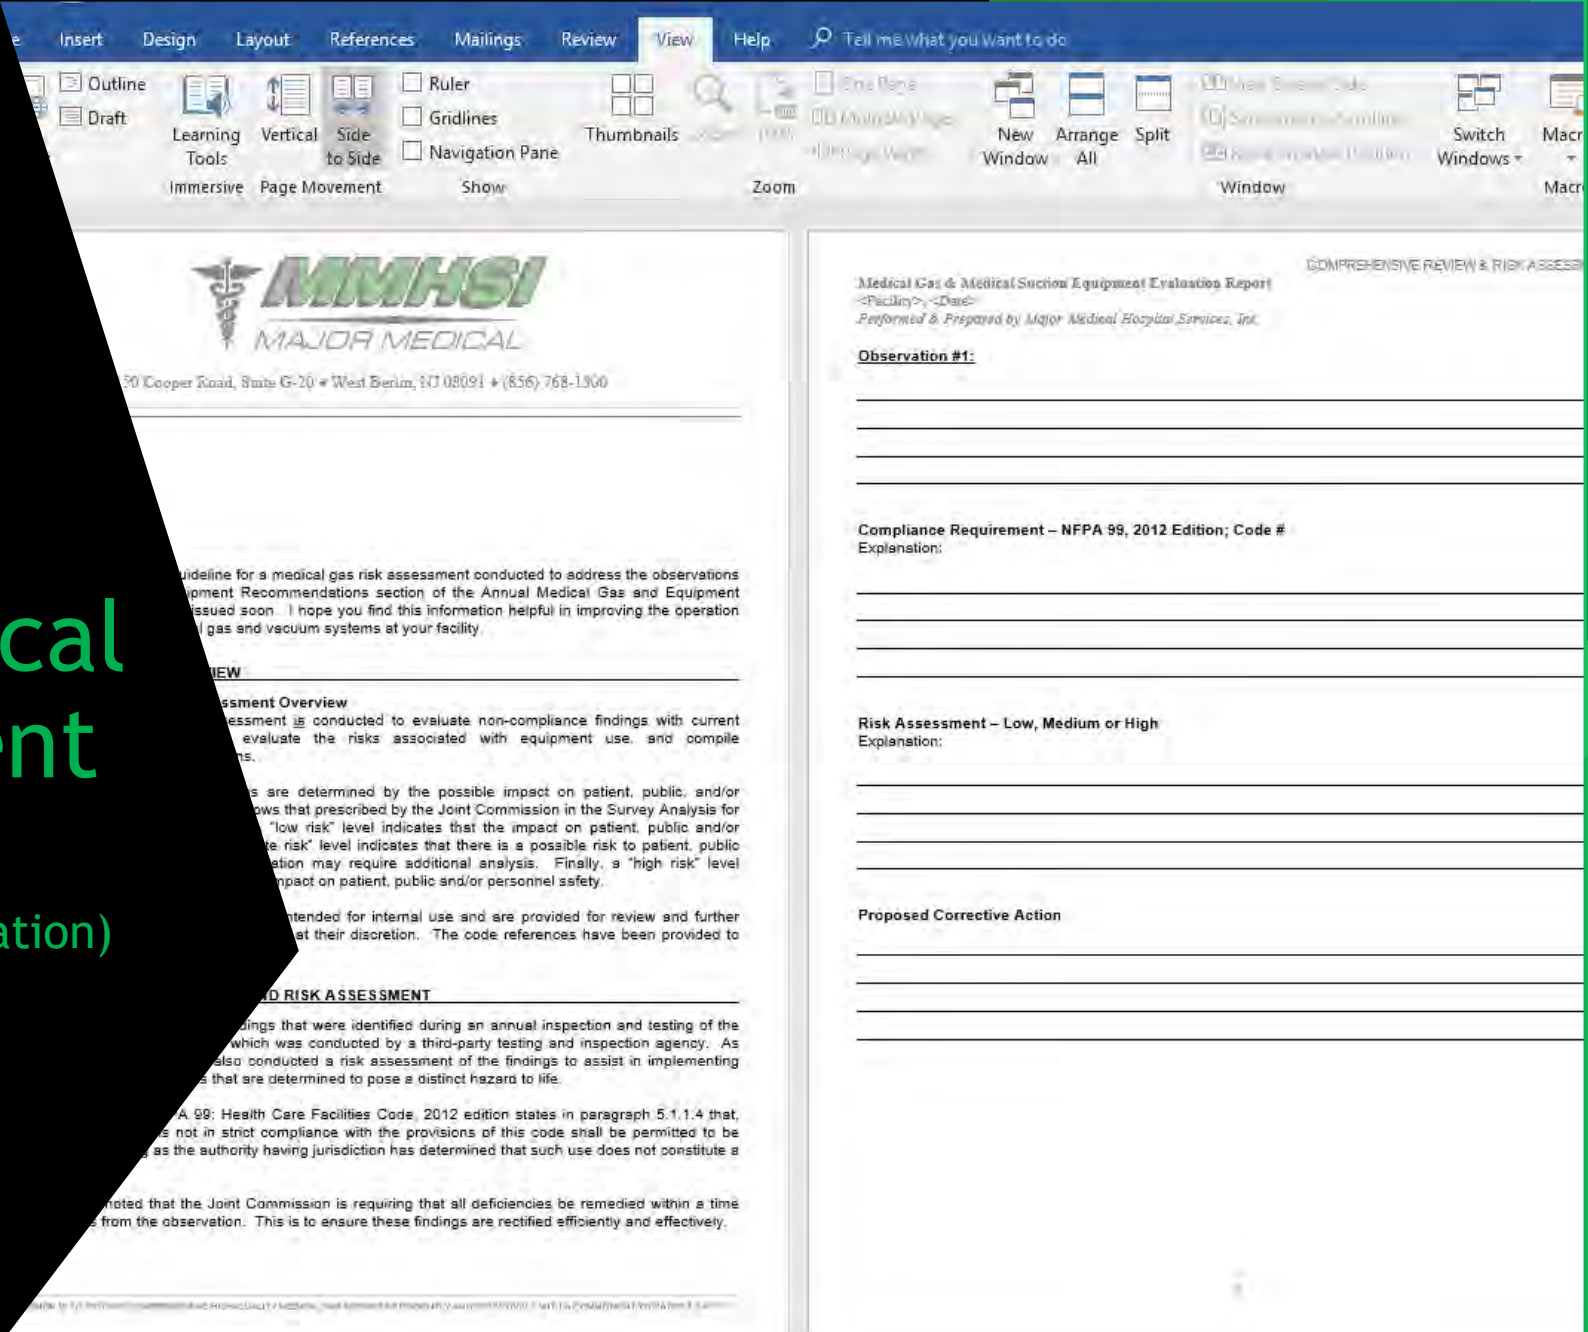 Insert Design Layout References Mailings Review View Help Tell me what you want to do
Outline
Draft
Learning Tools
Vertical
Side to Side
Ruler
Gridlines
Navigation Pane
Thumbnails
New Window
Arrange All
Split
Switch Windows
Macr
Immersive Page Movement Show Zoom Window Macr
MMHSI
MAJOR MEDICAL
50 Cooper Road, Suite G-20 West Berlin, NJ 08091 (856) 768-1300
uideline for a medical gas risk assessment conducted to address the observations
ipment Recommendations section of the Annual Medical Gas and Equipment
issued soon. I hope you find this information helpful in improving the operation
l gas and vacuum systems at your facility.
IEW
ssment Overview
essment is conducted to evaluate non-compliance findings with current
evaluate the risks associated with equipment use, and compile
ns.
s are determined by the possible impact on patient, public, and/or
ows that prescribed by the Joint Commission in the Survey Analysis for
"low risk" level indicates that the impact on patient, public and/or
te risk" level indicates that there is a possible risk to patient, public
ation may require additional analysis. Finally, a "high risk" level
mpact on patient, public and/or personnel safety.
ntended for internal use and are provided for review and further
at their discretion. The code references have been provided to
ND RISK ASSESSMENT
dings that were identified during an annual inspection and testing of the
which was conducted by a third-party testing and inspection agency. As
also conducted a risk assessment of the findings to assist in implementing
s that are determined to pose a distinct hazard to life.
A 99: Health Care Facilities Code, 2012 edition states in paragraph 5.1.1.4 that,
s not in strict compliance with the provisions of this code shall be permitted to be
g as the authority having jurisdiction has determined that such use does not constitute a
noted that the Joint Commission is requiring that all deficiencies be remedied within a time
s from the observation. This is to ensure these findings are rectified efficiently and effectively.
cal
ent
ation)
COMPREHENSIVE REVIEW & RISK ASSESSM
Medical Gas & Medical Suction Equipment Evaluation Report
<Facility>, <Date>
Performed & Prepared by Major Medical Hospital Services, Inc.
Observation #1:
Compliance Requirement – NFPA 99, 2012 Edition; Code #
Explanation:
Risk Assessment – Low, Medium or High
Explanation:
Proposed Corrective Action